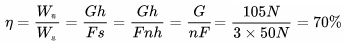 η = W有/W总 = Gh/Fs = Gh/Fnh = G/nF = 105N/(3 × 50N) = 70%